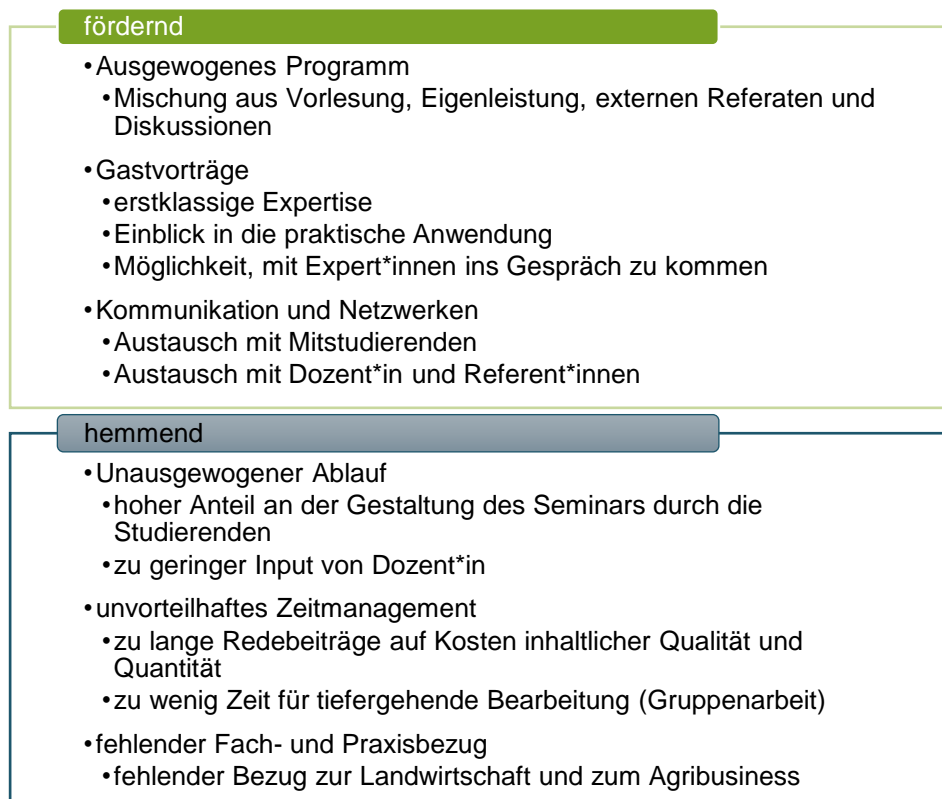 fördernd
•Ausgewogenes Programm
•Mischung aus Vorlesung, Eigenleistung, externen Referaten und
Diskussionen
•Gastvorträge
•erstklassige Expertise
•Einblick in die praktische Anwendung
•Möglichkeit, mit Expert*innen ins Gespräch zu kommen
•Kommunikation und Netzwerken
•Austausch mit Mitstudierenden
•Austausch mit Dozent*in und Referent*innen
hemmend
•Unausgewogener Ablauf
•hoher Anteil an der Gestaltung des Seminars durch die
Studierenden
•zu geringer Input von Dozent*in
•unvorteilhaftes Zeitmanagement
•zu lange Redebeiträge auf Kosten inhaltlicher Qualität und
Quantität
•zu wenig Zeit für tiefergehende Bearbeitung (Gruppenarbeit)
•fehlender Fach- und Praxisbezug
•fehlender Bezug zur Landwirtschaft und zum Agribusiness